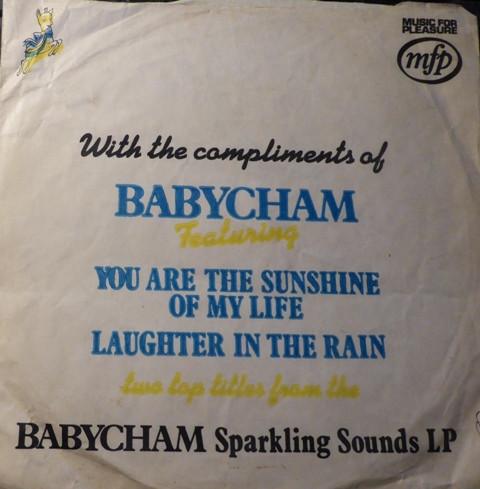 MUSIC FOR
PLEASURE
mfp
With the compliments of
BABYCHAM
Featuring
YOU ARE THE SUNSHINE
OF MY LIFE
LAUGHTER IN THE RAIN
two top titles from the
BABYCHAM Sparkling Sounds LP